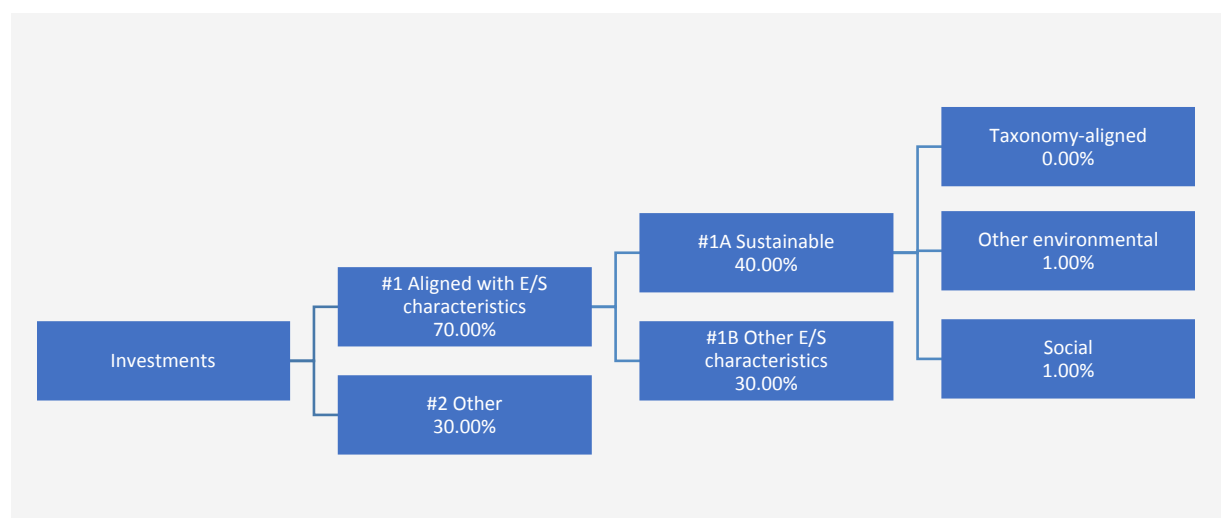 Investments
#1 Aligned with E/S
characteristics
70.00%
#2 Other
30.00%
#1A Sustainable
40.00%
#1B Other E/S
characteristics
30.00%
Taxonomy-aligned
0.00%
Other environmental
1.00%
Social
1.00%